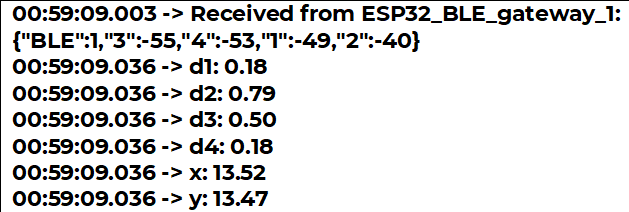 00:59:09.003 -> Received from ESP32_BLE_gateway_1:
{"BLE":1,"3":-55,"4":-53,"1":-49,"2":-40}
00:59:09.036 -> d1: 0.18
00:59:09.036 -> d2: 0.79
00:59:09.036 -> d3: 0.50
00:59:09.036 -> d4: 0.18
00:59:09.036 -> x: 13.52
00:59:09.036 -> y: 13.47